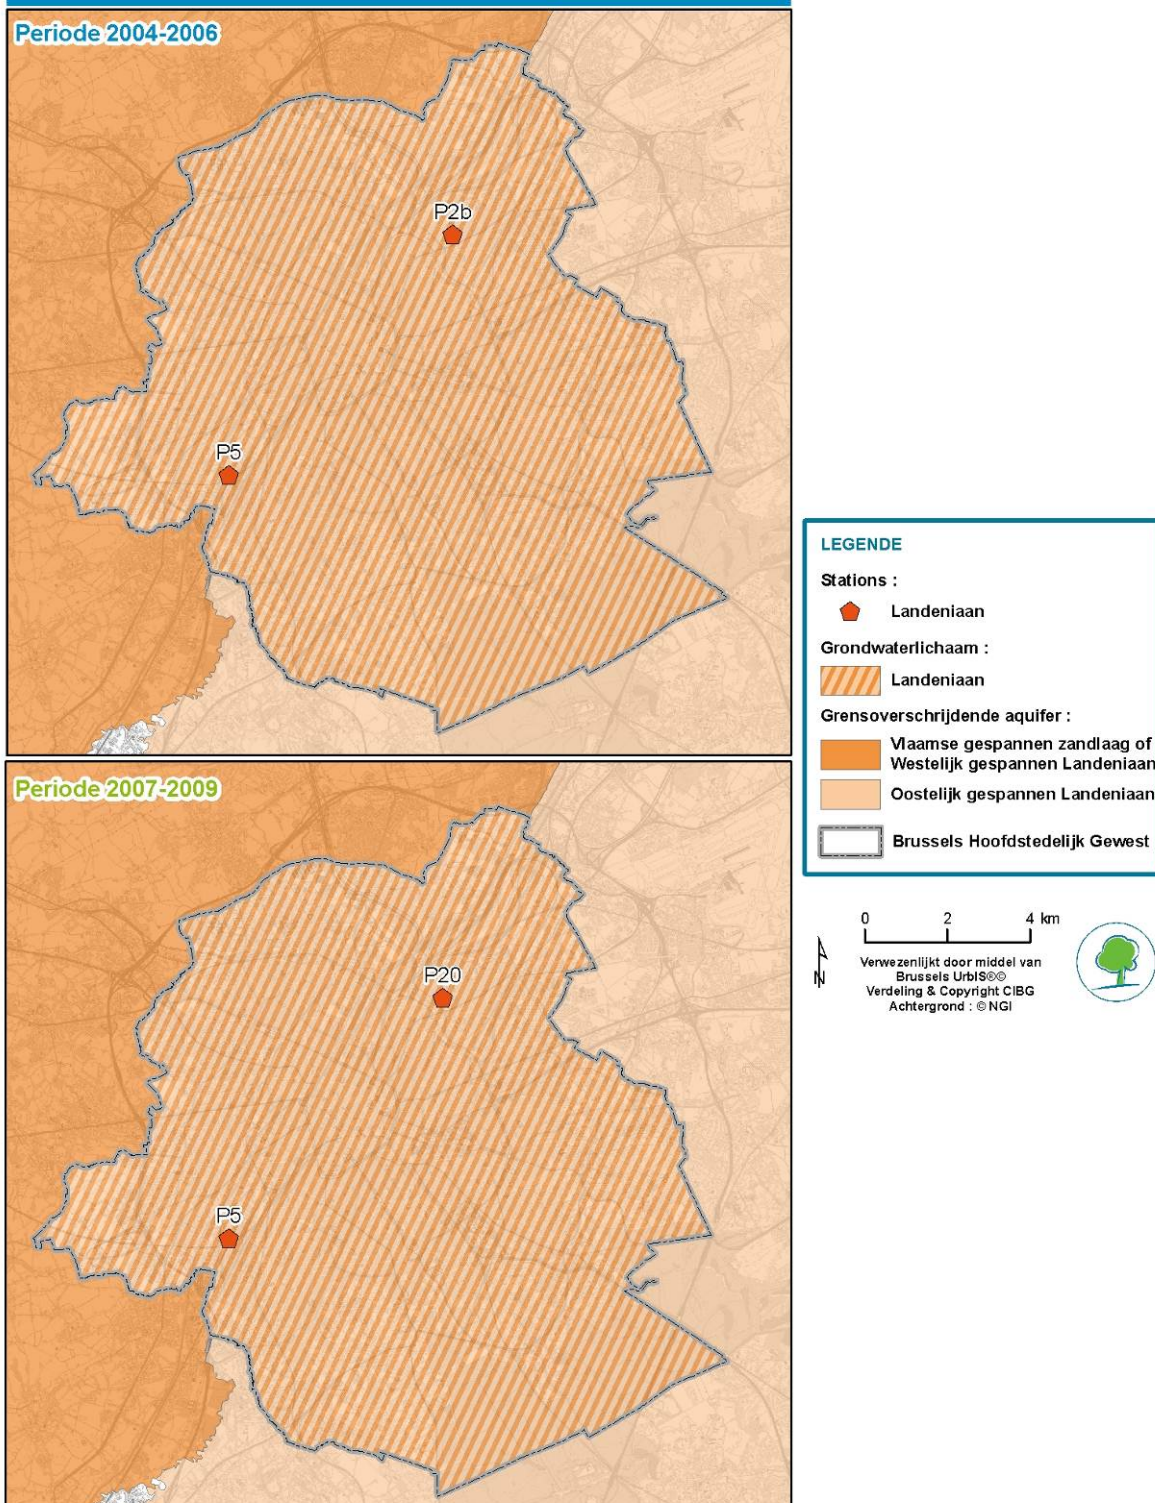 Periode 2004-2006
P2b
P5
Periode 2007-2009
P20
P5
LEGENDE
Stations :
Landeniaan
Grondwaterlichaam :
Landeniaan
Grensoverschrijdende aquifer :
Vlaamse gespannen zandlaag of
Westelijk gespannen Landeniaan
Oostelijk gespannen Landeniaan
Brussels Hoofdstedelijk Gewest
0 2 4 km
N
Verwezenlijkt door middel van
Brussels UrbIS®©
Verdeling & Copyright CIBG
Achtergrond : © NGI